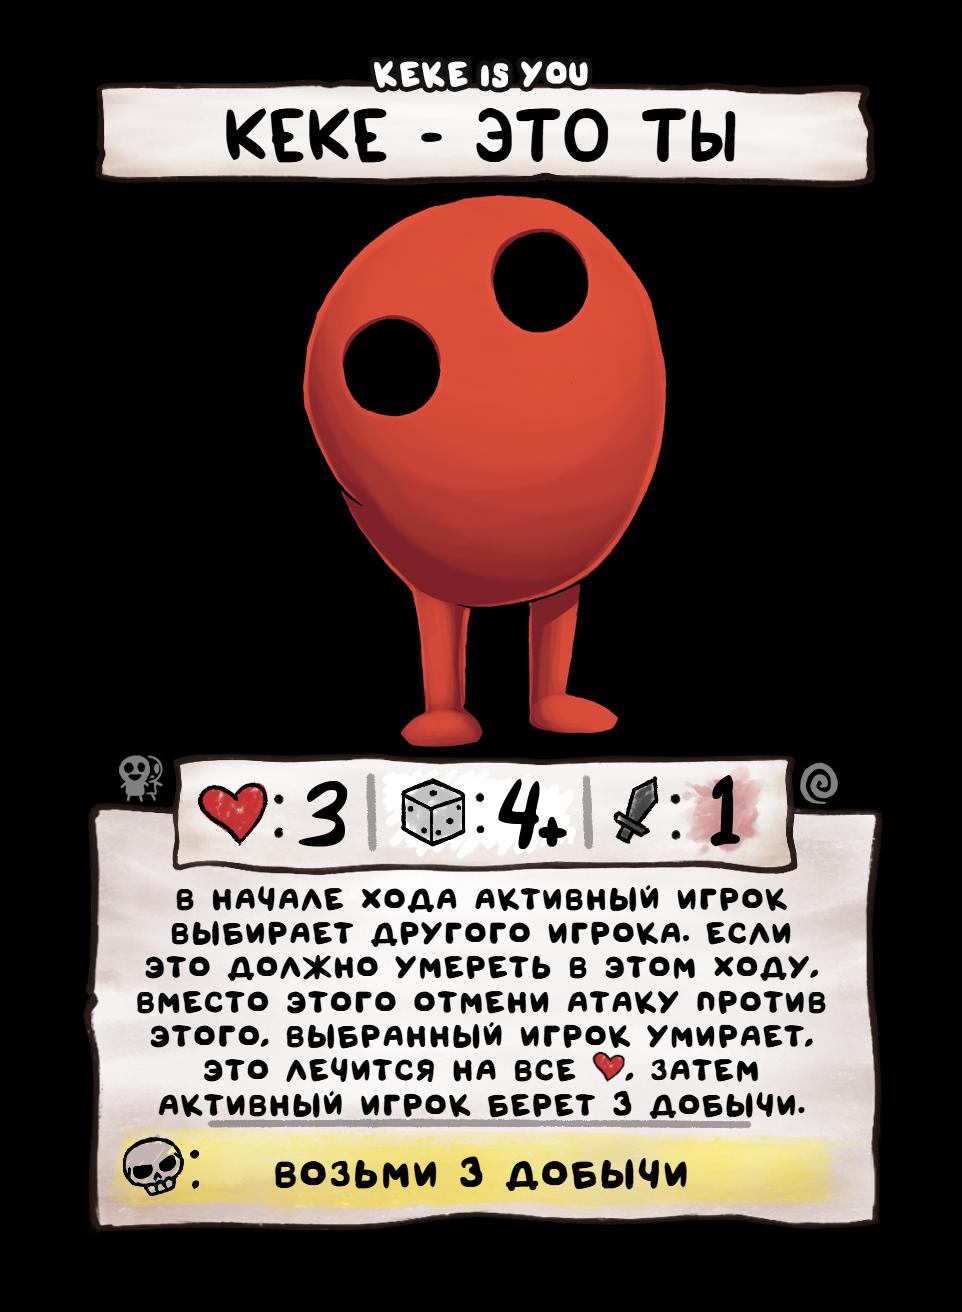 KEKE IS YOU
КЕКЕ - ЭТО ТЫ
: 3 : 4+ : 1
В НАЧАЛЕ ХОДА АКТИВНЫЙ ИГРОК
ВЫБИРАЕТ ДРУГОГО ИГРОКА. ЕСЛИ
ЭТО ДОЛЖНО УМЕРЕТЬ В ЭТОМ ХОДУ,
ВМЕСТО ЭТОГО ОТМЕНИ АТАКУ ПРОТИВ
ЭТОГО, ВЫБРАННЫЙ ИГРОК УМИРАЕТ,
ЭТО ЛЕЧИТСЯ НА ВСЕ ❤, ЗАТЕМ
АКТИВНЫЙ ИГРОК БЕРЕТ 3 ДОБЫЧИ.
: ВОЗЬМИ 3 ДОБЫЧИ